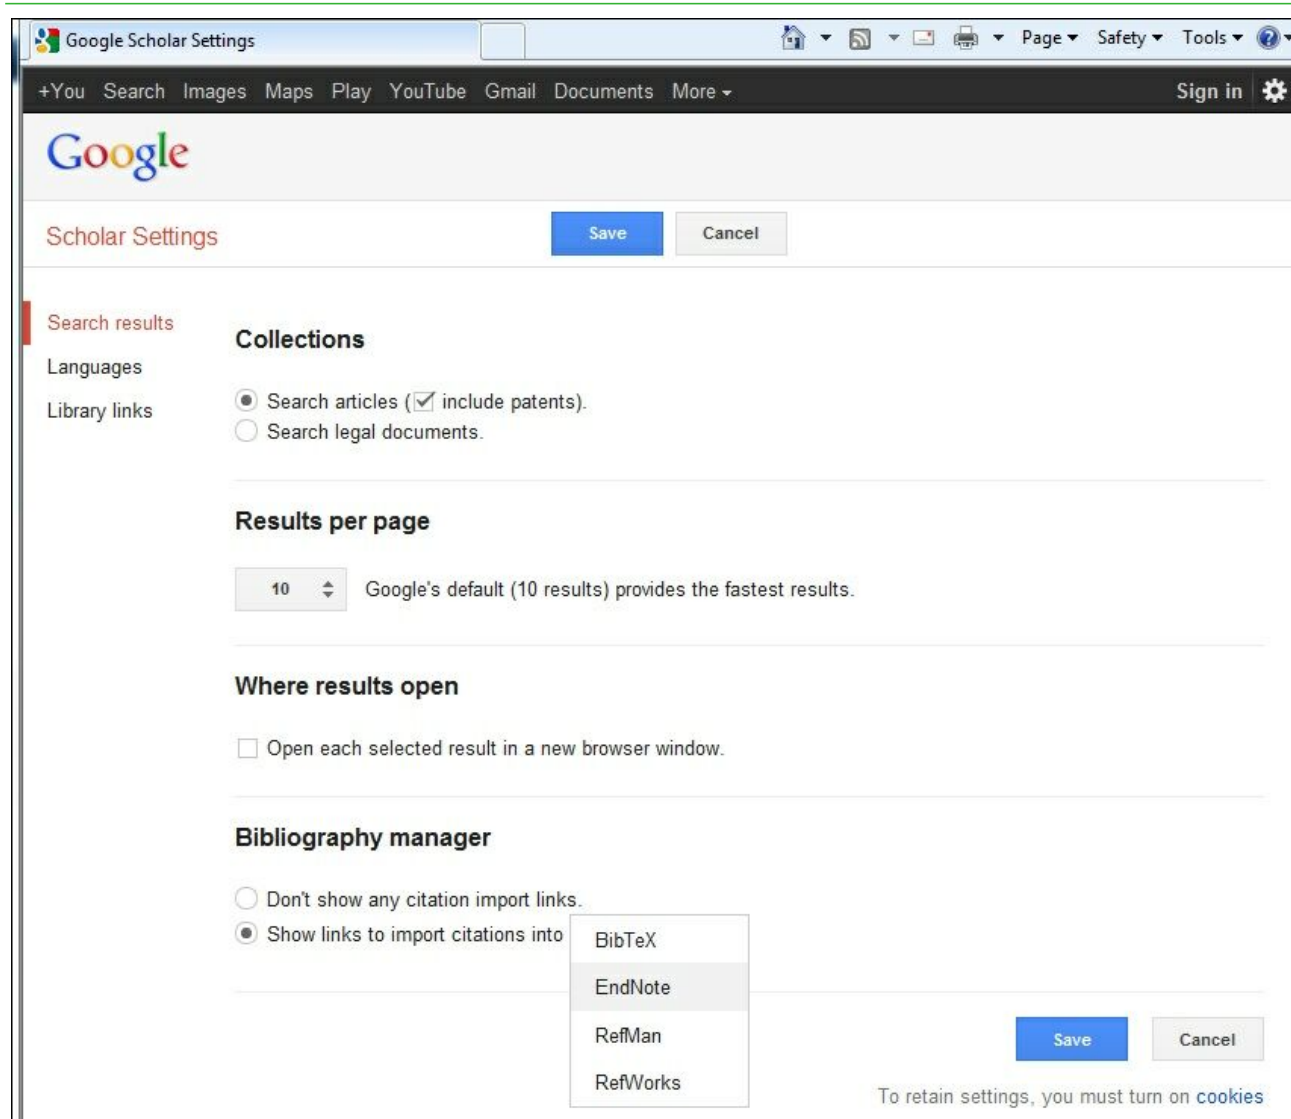 Google Scholar Settings
Page Safety Tools
+You Search Images Maps Play YouTube Gmail Documents More Sign in
Google
Scholar Settings Save Cancel
Search results
Languages
Library links
Collections
Search articles (include patents).
Search legal documents.
Results per page
10 Google's default (10 results) provides the fastest results.
Where results open
Open each selected result in a new browser window.
Bibliography manager
Don't show any citation import links.
Show links to import citations into
BibTeX
EndNote
RefMan
RefWorks
Save Cancel
To retain settings, you must turn on cookies